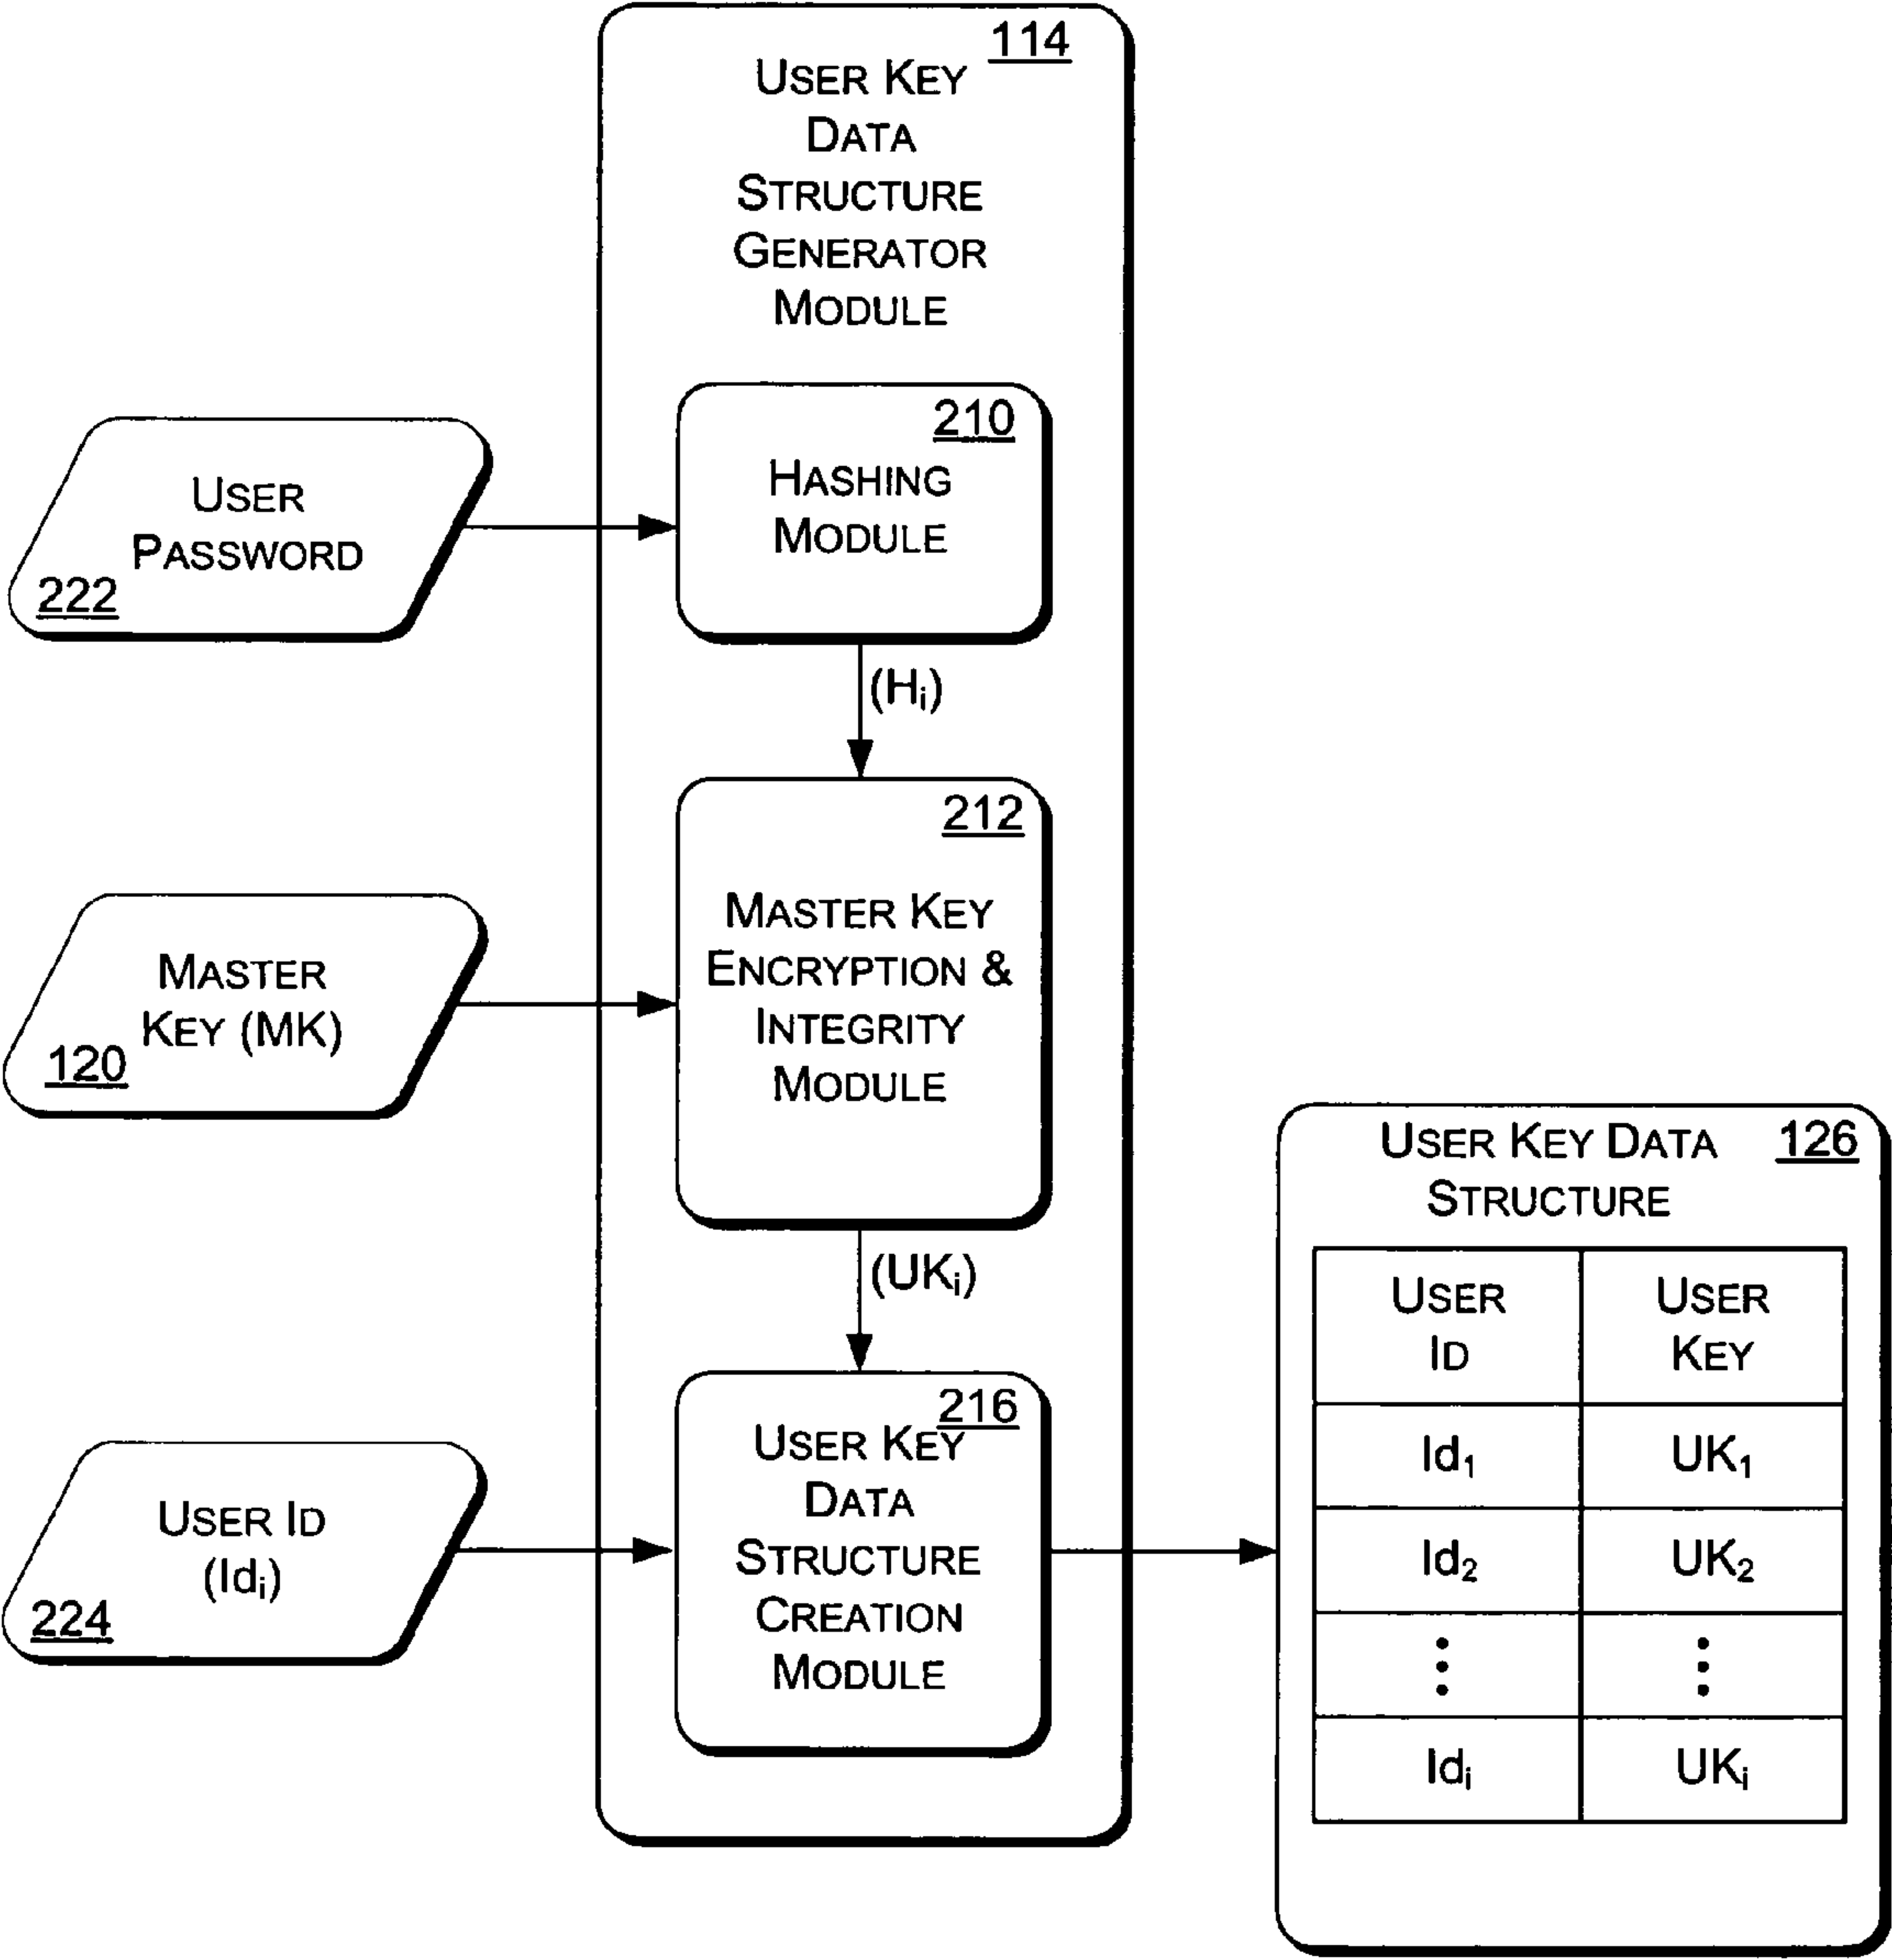 114
USER KEY
DATA
STRUCTURE
GENERATOR
MODULE
USER
PASSWORD
222
210
HASHING
MODULE
(Hi)
MASTER
KEY (MK)
120
212
MASTER KEY
ENCRYPTION &
INTEGRITY
MODULE
(UKi)
USER ID
(Idi)
224
216
USER KEY
DATA
STRUCTURE
CREATION
MODULE
USER KEY DATA
STRUCTURE
126
USER
ID
USER
KEY
Id1 UK1
Id2 UK2
Idi UKi